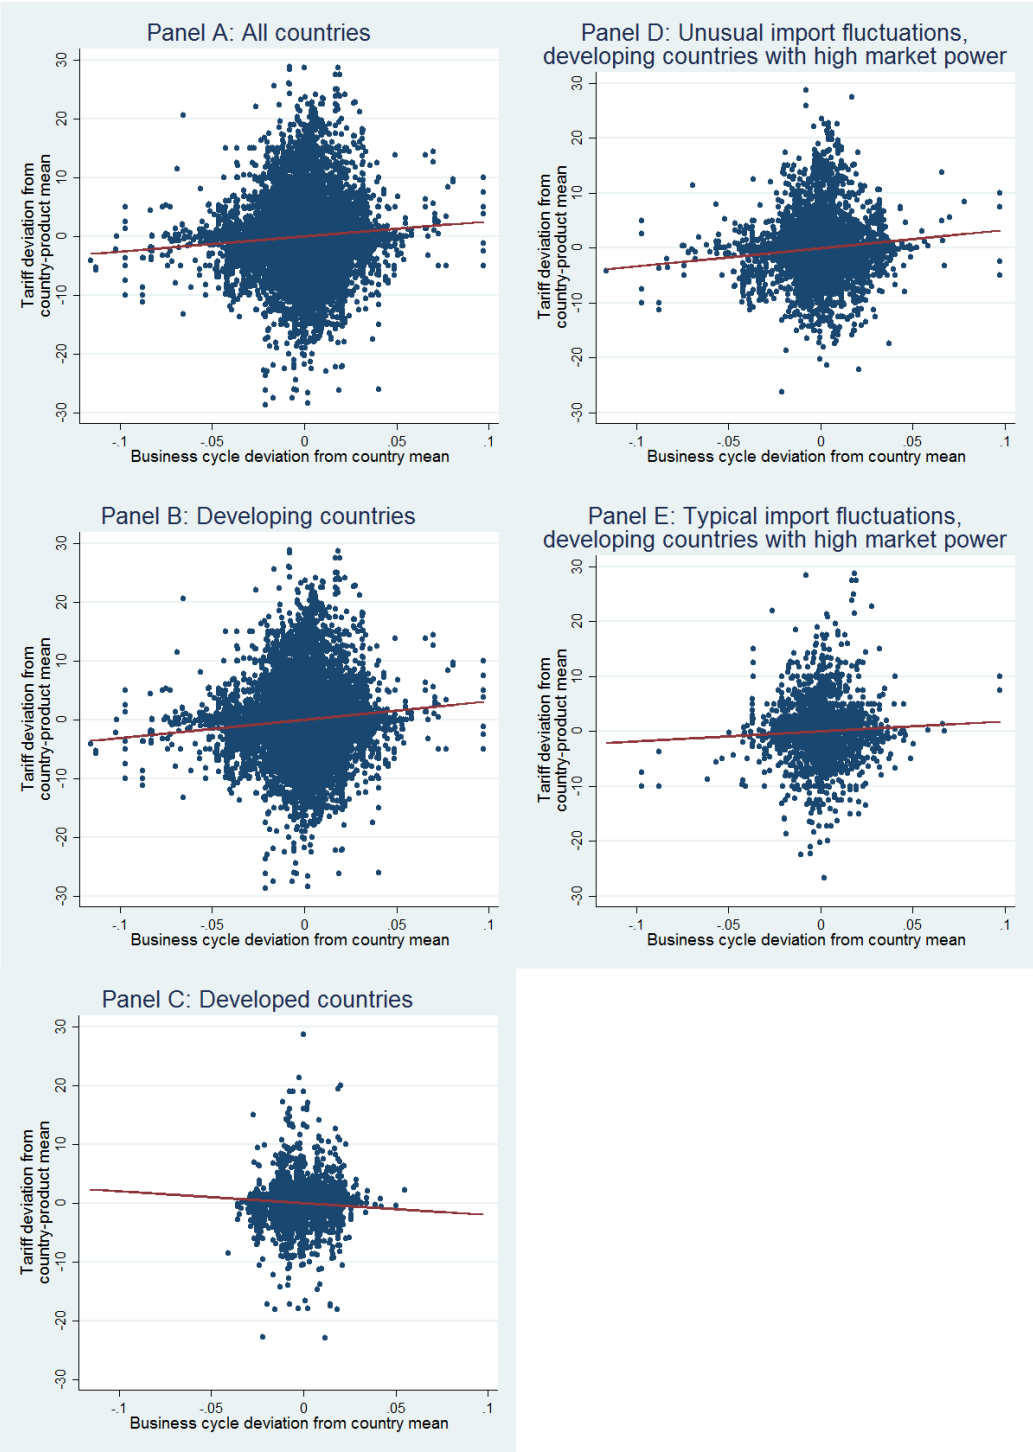 Panel A: All countries
30
20
10
0
-10
-20
-30
Tariff deviation from
country-product mean
-.1 -.05 0 .05 .1
Business cycle deviation from country mean
Panel D: Unusual import fluctuations,
developing countries with high market power
30
20
10
0
-10
-20
-30
Tariff deviation from
country-product mean
-.1 -.05 0 .05 .1
Business cycle deviation from country mean
Panel B: Developing countries
30
20
10
0
-10
-20
-30
Tariff deviation from
country-product mean
-.1 -.05 0 .05 .1
Business cycle deviation from country mean
Panel E: Typical import fluctuations,
developing countries with high market power
30
20
10
0
-10
-20
-30
Tariff deviation from
country-product mean
-.1 -.05 0 .05 .1
Business cycle deviation from country mean
Panel C: Developed countries
30
20
10
0
-10
-20
-30
Tariff deviation from
country-product mean
-.1 -.05 0 .05 .1
Business cycle deviation from country mean